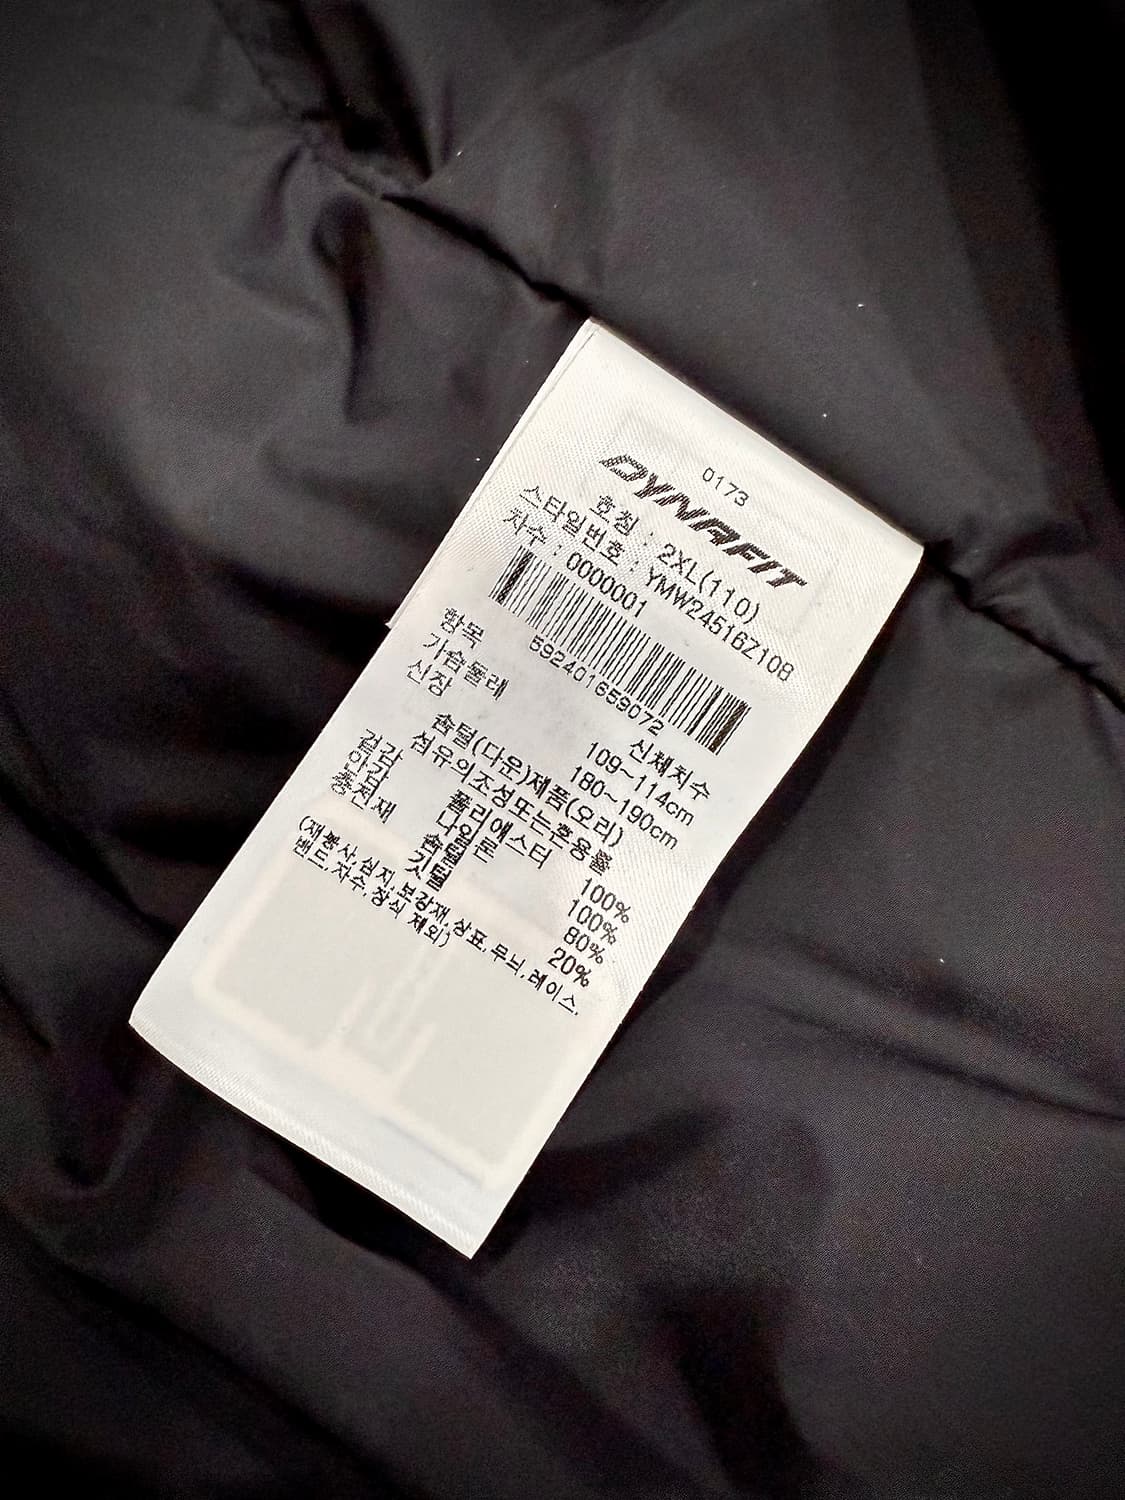 0173
DYNAFIT
호칭 : 2XL(110)
스타일번호 : YMW24516Z108
차수 : 0000001
592401659072
항목 신체치수
가슴둘레 109~114cm
신장 180~190cm
솜털(다운)제품(오리)
섬유의조성또는혼용률
겉감 폴리에스터 100%
안감 나일론 100%
충전재 솜털 80%
깃털 20%
(재봉사,심지,보강재,상표,무늬,레이스,
밴드,자수,장식 제외)